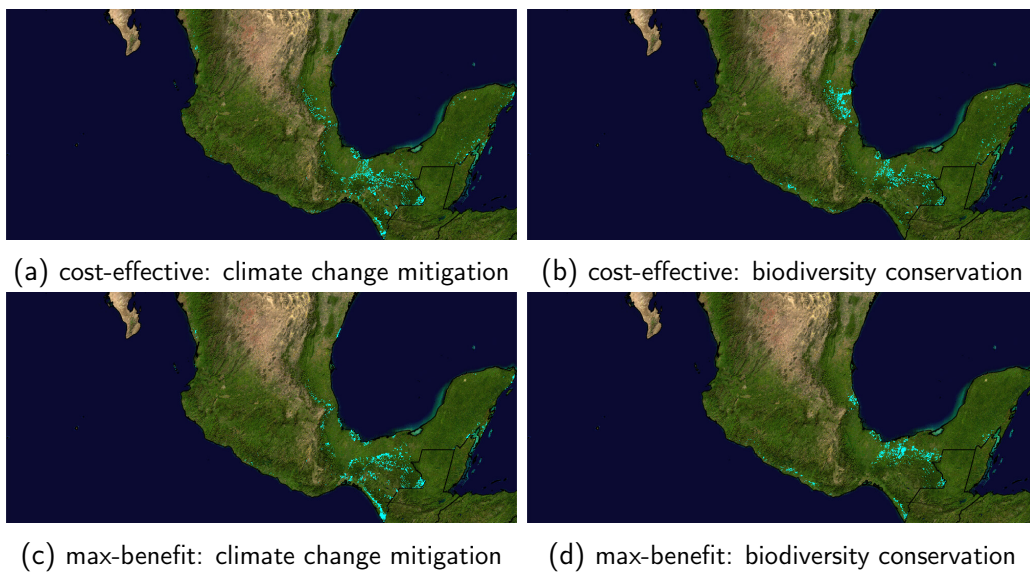 (a) cost-effective: climate change mitigation
(b) cost-effective: biodiversity conservation
(c) max-benefit: climate change mitigation
(d) max-benefit: biodiversity conservation